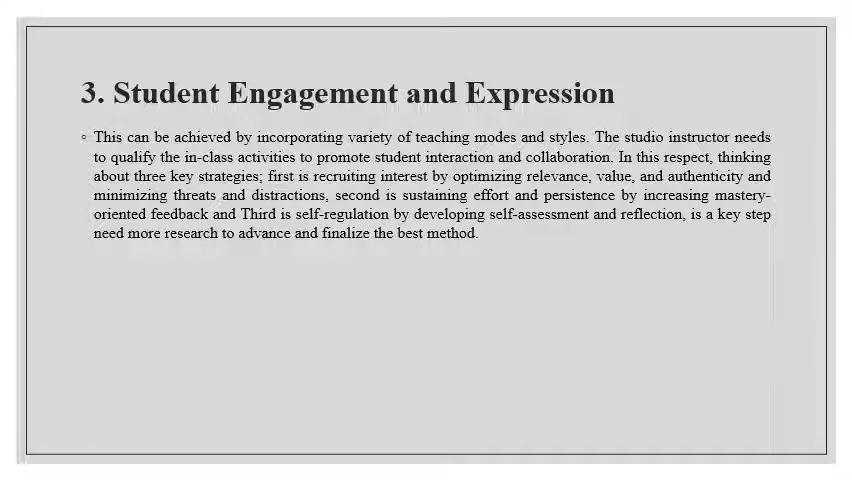 3. Student Engagement and Expression
◦ This can be achieved by incorporating variety of teaching modes and styles. The studio instructor needs
to qualify the in-class activities to promote student interaction and collaboration. In this respect, thinking
about three key strategies; first is recruiting interest by optimizing relevance, value, and authenticity and
minimizing threats and distractions, second is sustaining effort and persistence by increasing mastery-
oriented feedback and Third is self-regulation by developing self-assessment and reflection, is a key step
need more research to advance and finalize the best method.